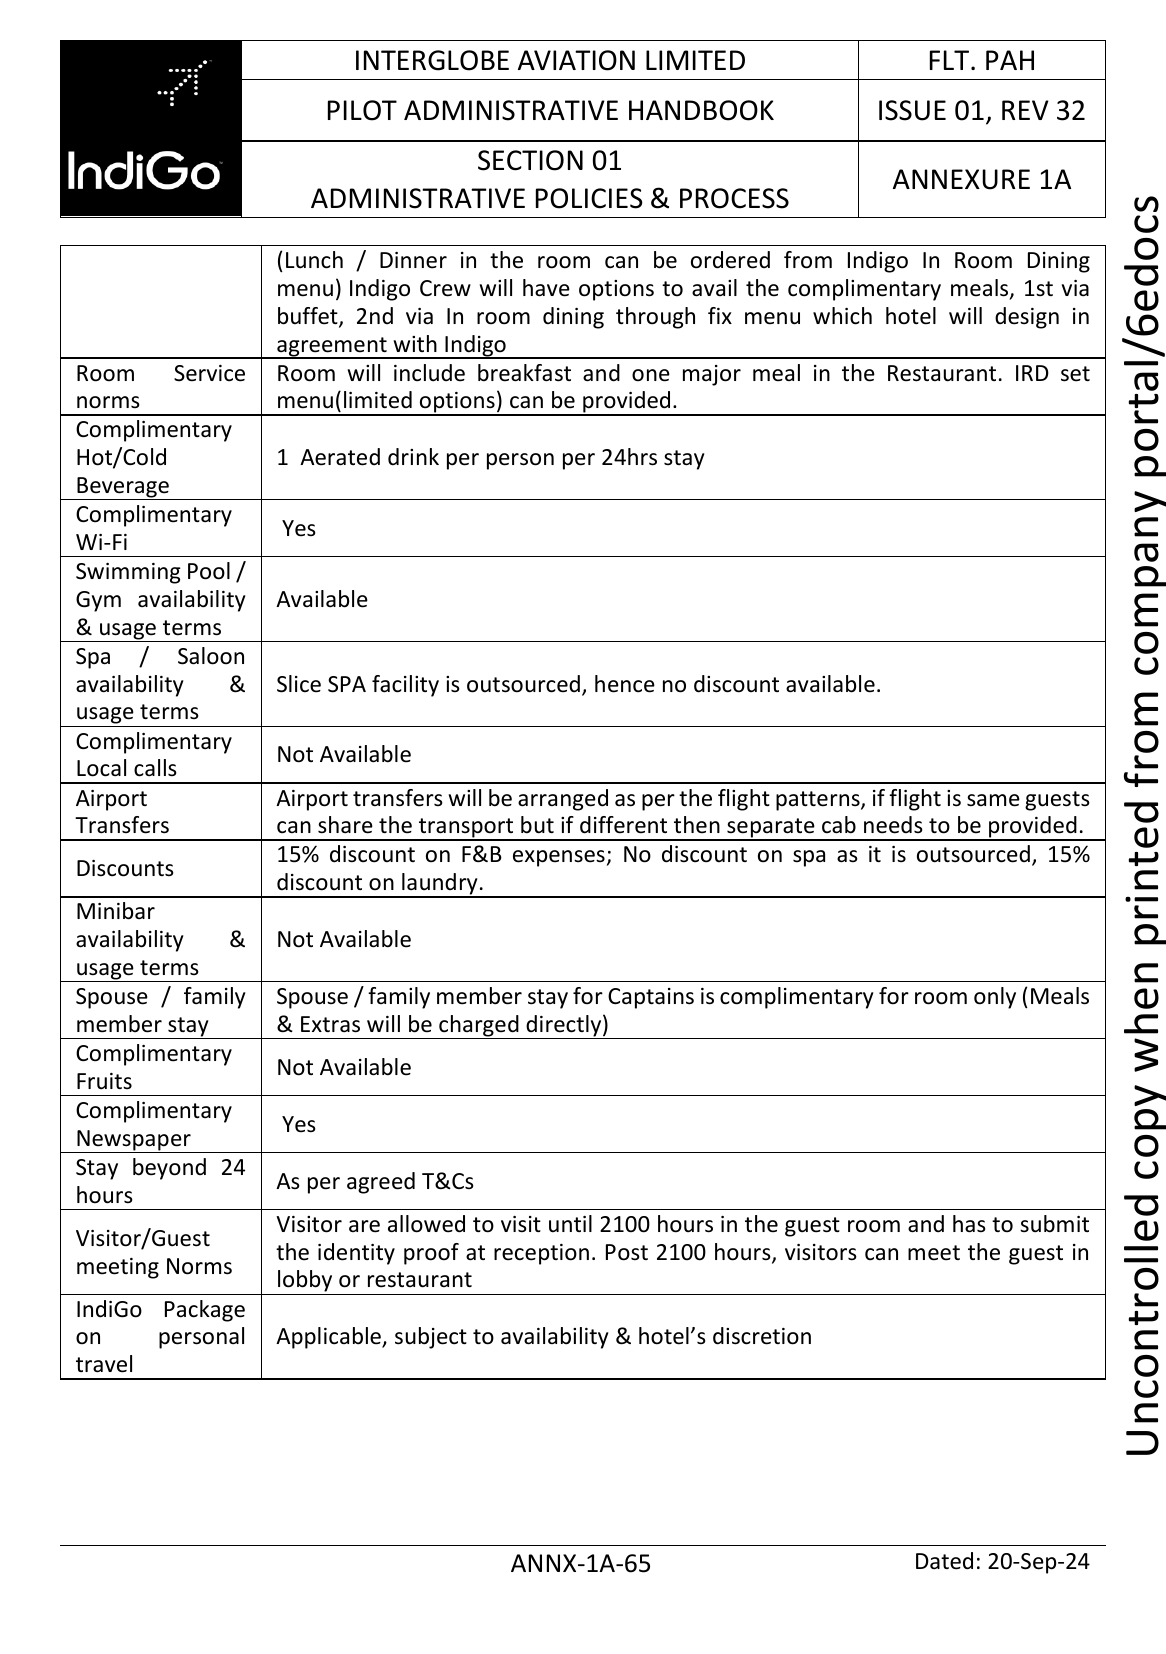 IndiGo
INTERGLOBE AVIATION LIMITED
FLT. PAH
PILOT ADMINISTRATIVE HANDBOOK
ISSUE 01, REV 32
SECTION 01
ADMINISTRATIVE POLICIES & PROCESS
ANNEXURE 1A
(Lunch / Dinner in the room can be ordered from Indigo In Room Dining
menu) Indigo Crew will have options to avail the complimentary meals, 1st via
buffet, 2nd via In room dining through fix menu which hotel will design in
agreement with Indigo
Room Service
norms
Room will include breakfast and one major meal in the Restaurant. IRD set
menu(limited options) can be provided.
Complimentary
Hot/Cold
Beverage
1 Aerated drink per person per 24hrs stay
Complimentary
Wi-Fi
Yes
Swimming Pool /
Gym availability
& usage terms
Available
Spa / Saloon
availability &
usage terms
Slice SPA facility is outsourced, hence no discount available.
Complimentary
Local calls
Not Available
Airport
Transfers
Airport transfers will be arranged as per the flight patterns, if flight is same guests
can share the transport but if different then separate cab needs to be provided.
Discounts
15% discount on F&B expenses; No discount on spa as it is outsourced, 15%
discount on laundry.
Minibar
availability &
usage terms
Not Available
Spouse / family
member stay
Spouse / family member stay for Captains is complimentary for room only (Meals
& Extras will be charged directly)
Complimentary
Fruits
Not Available
Complimentary
Newspaper
Yes
Stay beyond 24
hours
As per agreed T&Cs
Visitor/Guest
meeting Norms
Visitor are allowed to visit until 2100 hours in the guest room and has to submit
the identity proof at reception. Post 2100 hours, visitors can meet the guest in
lobby or restaurant
IndiGo Package
on personal
travel
Applicable, subject to availability & hotel's discretion
ANNX-1A-65
Dated: 20-Sep-24
Uncontrolled copy when printed from company portal/6edocs